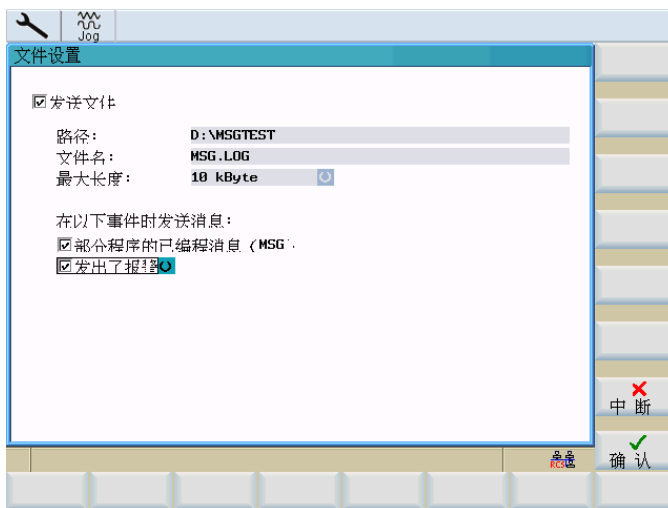 Jog
文件设置
发送文件
路径: D:\MSGTEST
文件名: MSG.LOG
最大长度: 10 kByte
在以下事件时发送消息:
部分程序的已编程消息 (MSG
发出了报警
中断
RCS
确认